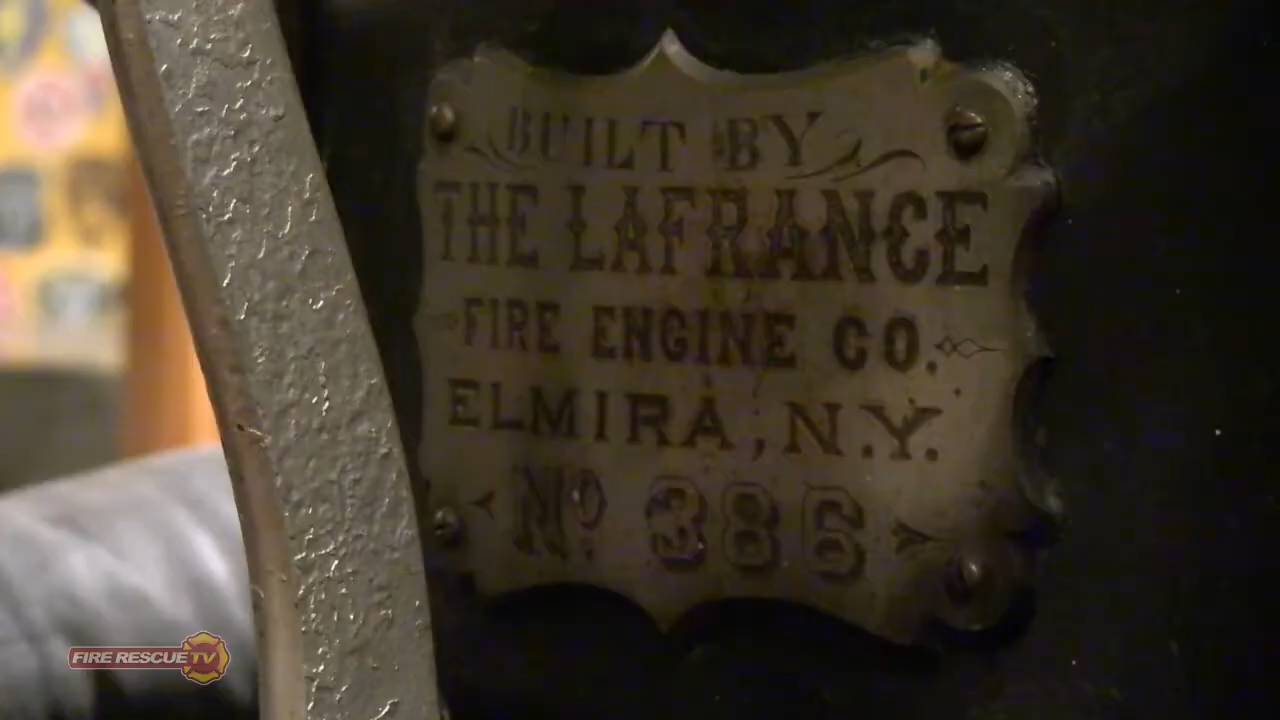 BUILT BY
THE LAFRANCE
FIRE ENGINE CO.
ELMIRA, N.Y.
No 386
FIRE RESCUE TV